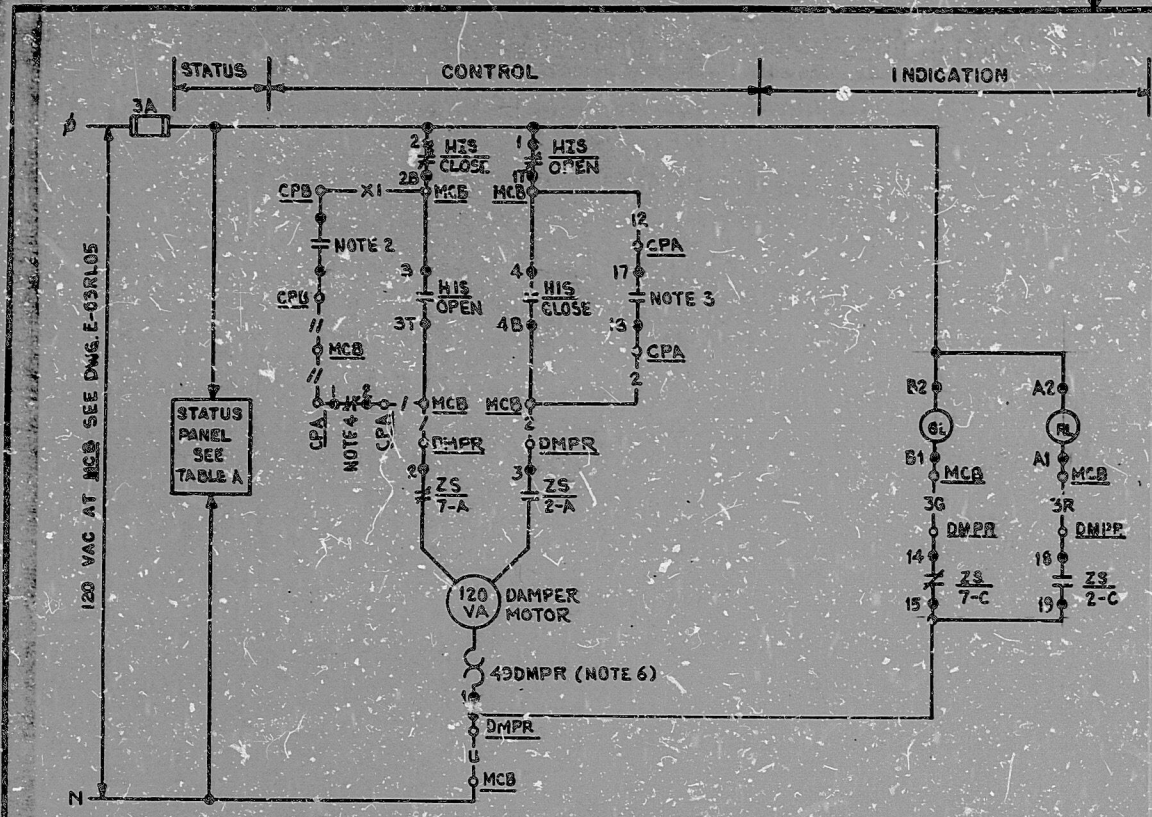 STATUS
CONTROL
INDICATION
3A
Ø
2
HIS
CLOSE
2B
MCB
1
HIS
OPEN
1T
MCB
CPB
X1
NOTE 2
CPB
MCB
CPA
1
NOTE 4
2
CPA
3
HIS
OPEN
3T
MCB
DMPR
2
ZS
7-A
4
HIS
CLOSE
4B
MCB
2
DMPR
3
ZS
2-A
12
CPA
17
NOTE 3
13
CPA
2
120 VAC AT MCB SEE DWG. E-03RL05
STATUS
PANEL
SEE
TABLE A
120
VA
DAMPER
MOTOR
49DMPR (NOTE 6)
1
DMPR
U
MCB
N
B2
GL
B1
MCB
3G
DMPR
14
ZS
7-C
15
A2
RL
A1
MCB
3R
DMPR
18
ZS
2-C
19